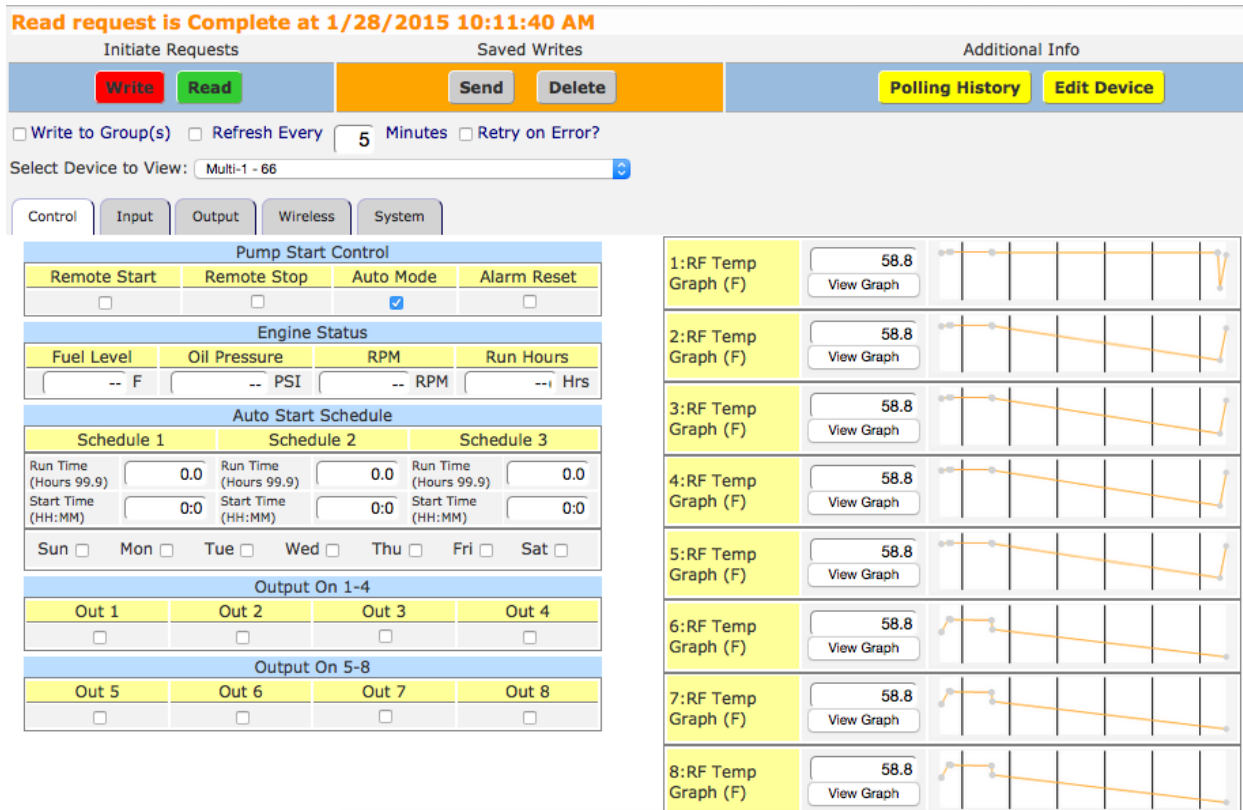 Read request is Complete at 1/28/2015 10:11:40 AM
Initiate Requests Saved Writes Additional Info
Write Read Send Delete Polling History Edit Device
Write to Group(s) Refresh Every 5 Minutes Retry on Error?
Select Device to View: Multi-1 - 66
Control Input Output Wireless System
Pump Start Control
Remote Start Remote Stop Auto Mode Alarm Reset
Engine Status
Fuel Level Oil Pressure RPM Run Hours
-- F -- PSI -- RPM -- Hrs
Auto Start Schedule
Schedule 1 Schedule 2 Schedule 3
Run Time (Hours 99.9) 0.0 Run Time (Hours 99.9) 0.0 Run Time (Hours 99.9) 0.0
Start Time (HH:MM) 0:0 Start Time (HH:MM) 0:0 Start Time (HH:MM) 0:0
Sun Mon Tue Wed Thu Fri Sat
Output On 1-4
Out 1 Out 2 Out 3 Out 4
Output On 5-8
Out 5 Out 6 Out 7 Out 8
1:RF Temp 58.8
Graph (F) View Graph
2:RF Temp 58.8
Graph (F) View Graph
3:RF Temp 58.8
Graph (F) View Graph
4:RF Temp 58.8
Graph (F) View Graph
5:RF Temp 58.8
Graph (F) View Graph
6:RF Temp 58.8
Graph (F) View Graph
7:RF Temp 58.8
Graph (F) View Graph
8:RF Temp 58.8
Graph (F) View Graph